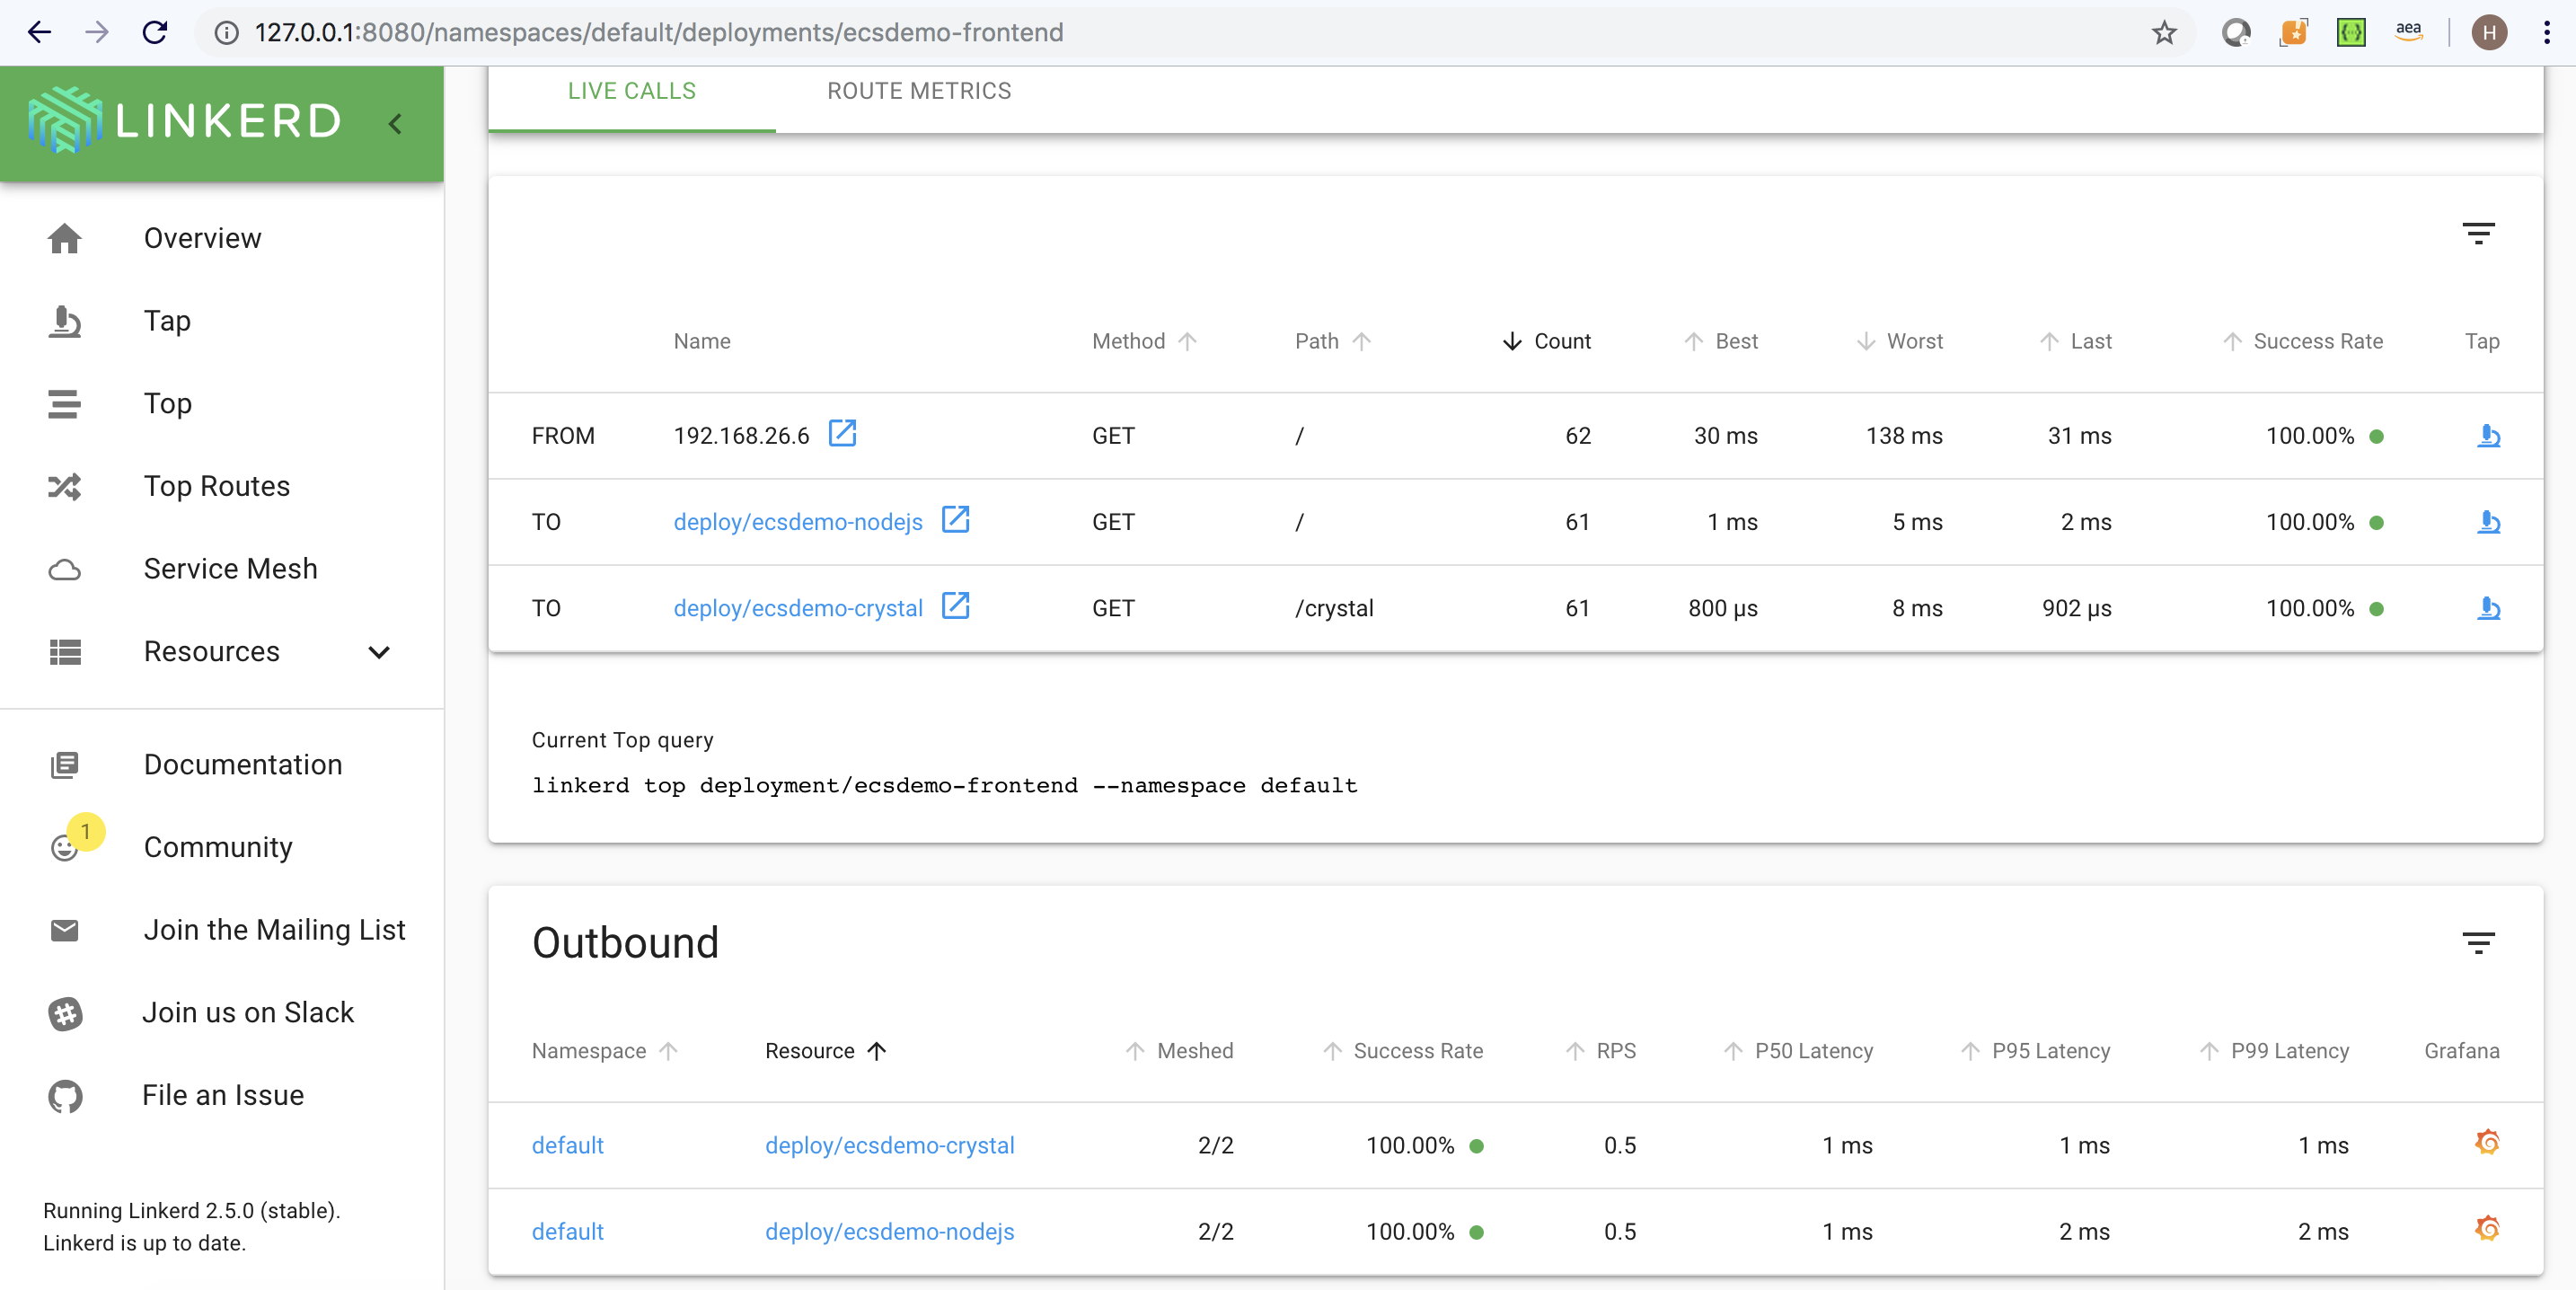 127.0.0.1:8080/namespaces/default/deployments/ecsdemo-frontend
aea
H
LINKERD
LIVE CALLS ROUTE METRICS
Overview
Tap
Top
Top Routes
Service Mesh
Resources
Documentation
1
Community
Join the Mailing List
Join us on Slack
File an Issue
Running Linkerd 2.5.0 (stable).
Linkerd is up to date.
Name Method Path Count Best Worst Last Success Rate Tap
FROM 192.168.26.6 GET / 62 30 ms 138 ms 31 ms 100.00%
TO deploy/ecsdemo-nodejs GET / 61 1 ms 5 ms 2 ms 100.00%
TO deploy/ecsdemo-crystal GET /crystal 61 800 µs 8 ms 902 µs 100.00%
Current Top query
linkerd top deployment/ecsdemo-frontend --namespace default
Outbound
Namespace Resource Meshed Success Rate RPS P50 Latency P95 Latency P99 Latency Grafana
default deploy/ecsdemo-crystal 2/2 100.00% 0.5 1 ms 1 ms 1 ms
default deploy/ecsdemo-nodejs 2/2 100.00% 0.5 1 ms 2 ms 2 ms